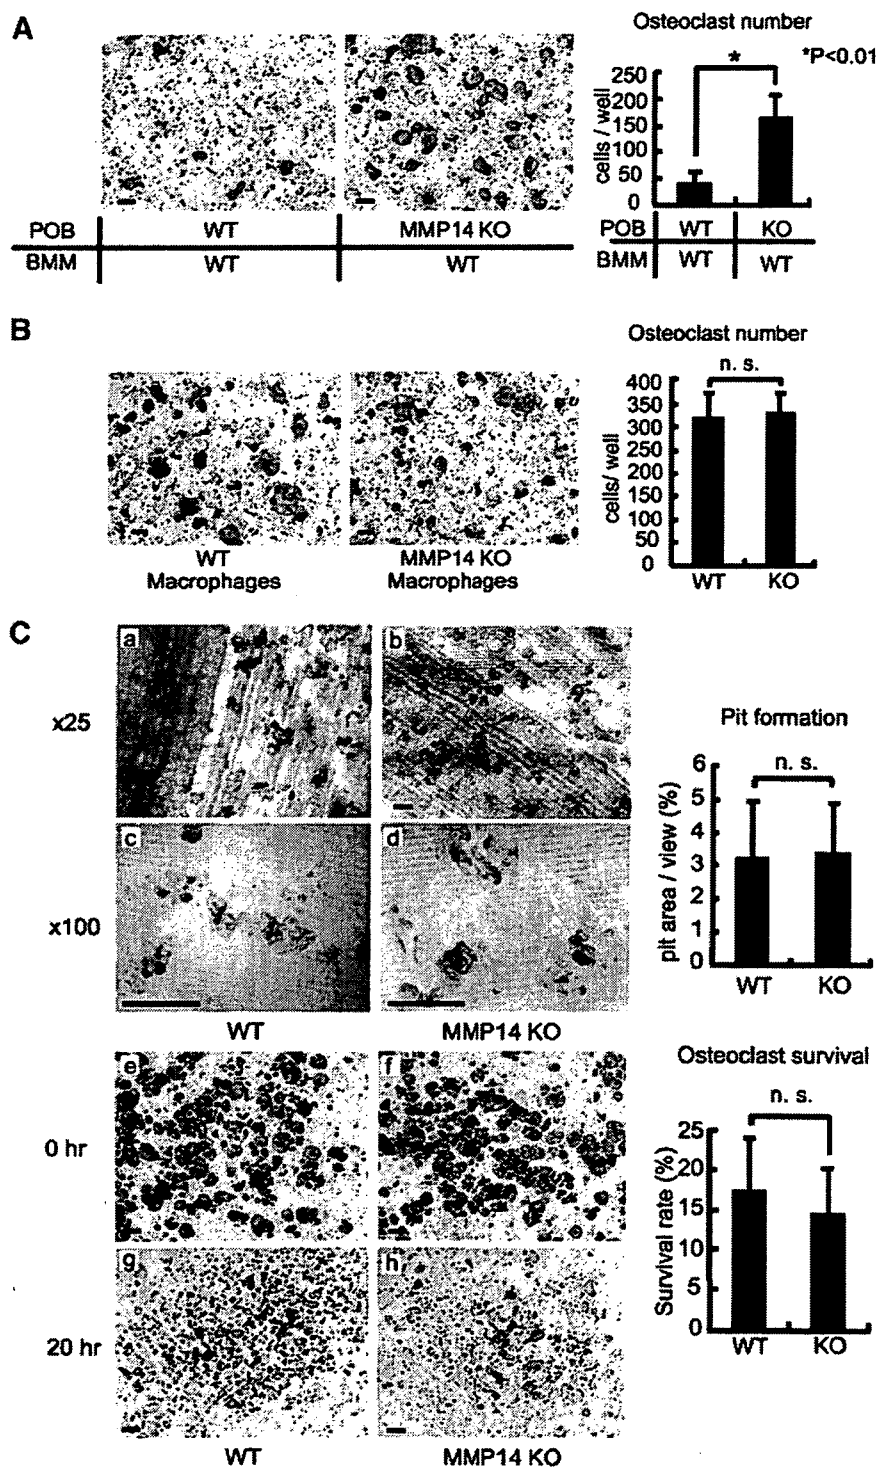 A
Osteoclast number
*P<0.01
*
cells / well
250
200
150
100
50
0
POB WT MMP14 KO
BMM WT WT
POB WT KO
BMM WT WT
B
Osteoclast number
n. s.
cells/ well
400
350
300
250
200
150
100
50
0
WT KO
WT MMP14 KO
Macrophages Macrophages
C
a b
x25
c d
x100
WT MMP14 KO
Pit formation
n. s.
pit area / view (%)
6
5
4
3
2
1
0
WT KO
e f
0 hr
g h
20 hr
WT MMP14 KO
Osteoclast survival
n. s.
Survival rate (%)
25
20
15
10
5
0
WT KO